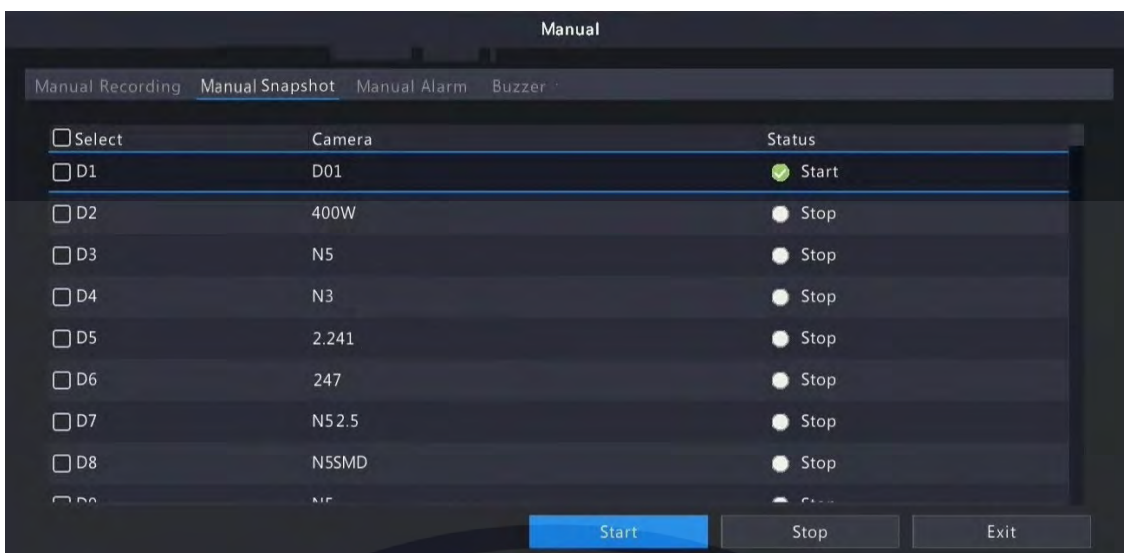 Manual
Manual Recording Manual Snapshot Manual Alarm Buzzer
Select Camera Status
D1 D01 Start
D2 400W Stop
D3 N5 Stop
D4 N3 Stop
D5 2.241 Stop
D6 247 Stop
D7 N52.5 Stop
D8 N5SMD Stop
Start Stop Exit